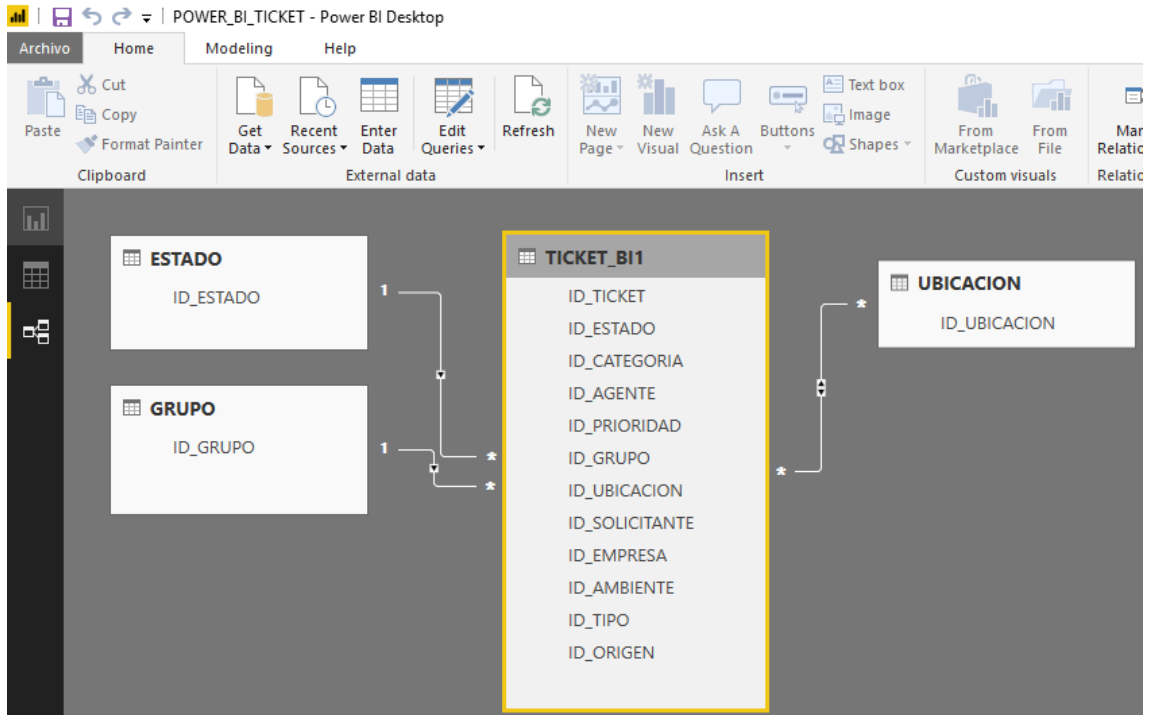 POWER_BI_TICKET - Power BI Desktop
Archivo Home Modeling Help
Paste
Cut
Copy
Format Painter
Clipboard
Get Data
Recent Sources
Enter Data
Edit Queries
External data
Refresh
New Page
New Visual
Ask A Question
Buttons
Text box
Image
Shapes
Insert
From Marketplace
From File
Custom visuals
Mar
Relatio
Relatic
ESTADO
ID_ESTADO
1
*
GRUPO
ID_GRUPO
1
*
TICKET_BI1
ID_TICKET
ID_ESTADO
ID_CATEGORIA
ID_AGENTE
ID_PRIORIDAD
ID_GRUPO
ID_UBICACION
ID_SOLICITANTE
ID_EMPRESA
ID_AMBIENTE
ID_TIPO
ID_ORIGEN
*
*
UBICACION
ID_UBICACION